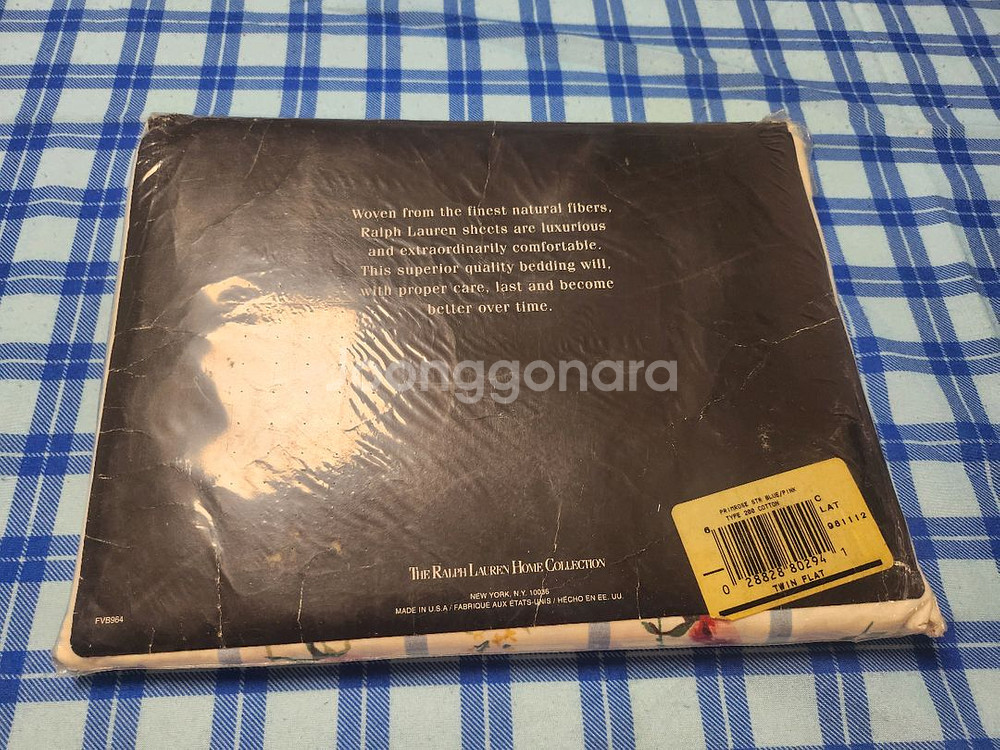 Woven from the finest natural fibers,
Ralph Lauren sheets are luxurious
and extraordinarily comfortable.
This superior quality bedding will,
with proper care, last and become
better over time.
Jhonggonara
PRIMROSE STR BLUE/PINK
TYPE 200 COTTON
6 C
LAT
961112
0 28828 80294 1
TWIN FLAT
THE RALPH LAUREN HOME COLLECTION
NEW YORK, N.Y. 10036
MADE IN U.S.A / FABRIQUE AUX ÉTATS-UNIS / HECHO EN EE. UU.
FVB964